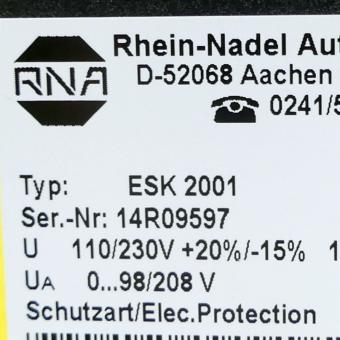 RNA
Rhein-Nadel Aut
D-52068 Aachen
☎ 0241/5
Typ: ESK 2001
Ser.-Nr: 14R09597
U 110/230V +20%/-15% 1
UA 0...98/208 V
Schutzart/Elec.Protection